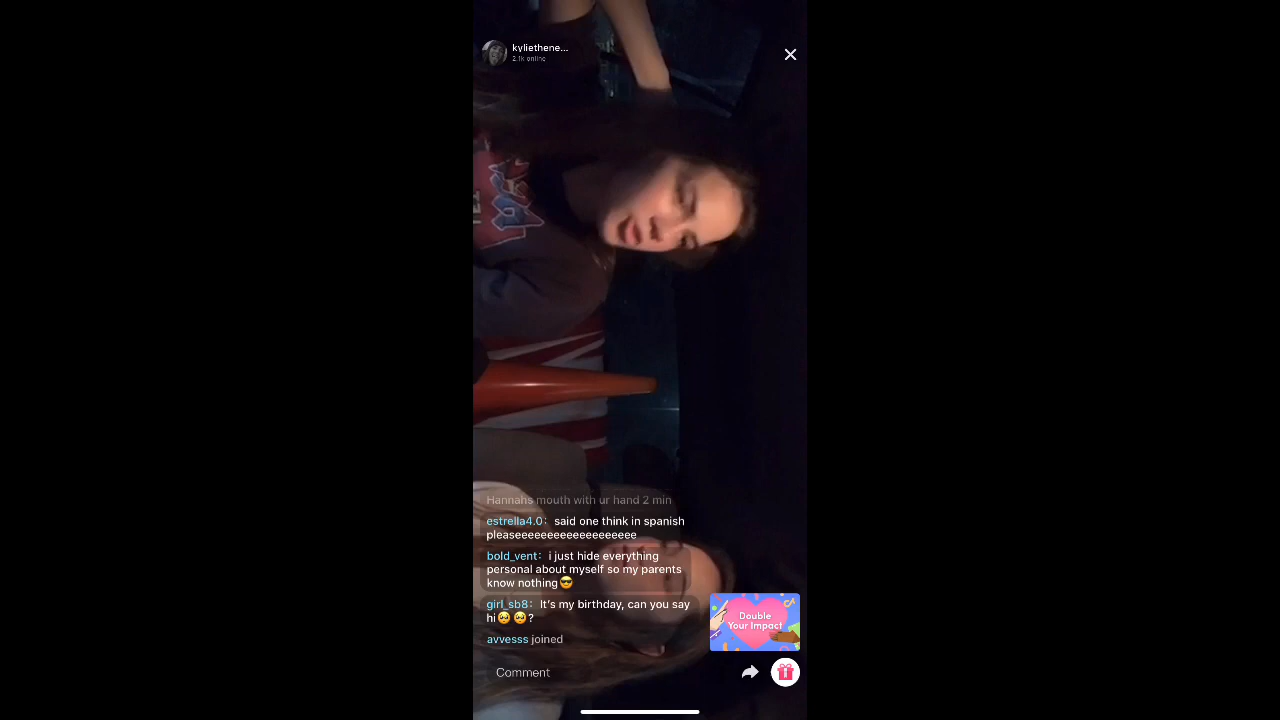 kyliethene...
2.1k online
Hannahs mouth with ur hand 2 min
estrella4.0: said one think in spanish
pleaseeeeeeeeeeeeeeeeeee
bold_vent: i just hide everything
personal about myself so my parents
know nothing😎
girl_sb8: It's my birthday, can you say
hi🥺🥺?
avvesss joined
Double
Your Impact
Comment